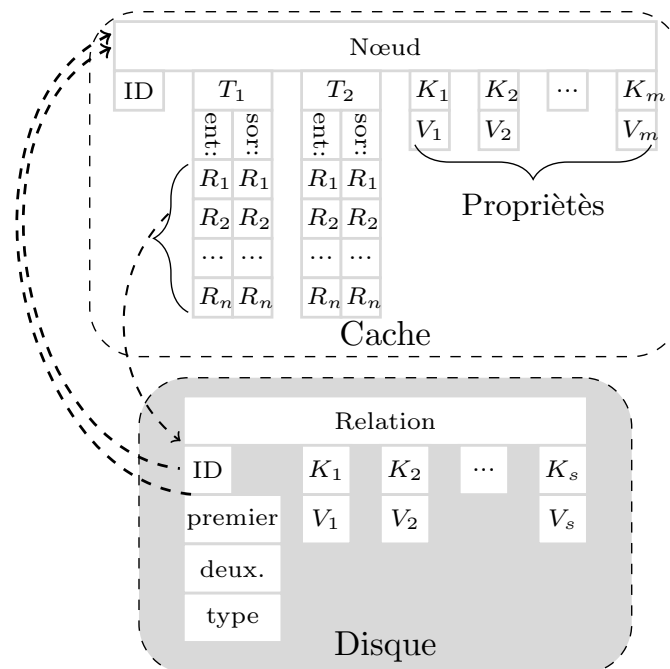 Nœud
ID T₁ T₂ K₁ K₂ ... Kₘ
ent: sor: ent: sor: V₁ V₂ Vₘ
R₁ R₁ R₁ R₁
Propriètès
R₂ R₂ R₂ R₂
... ... ... ...
Rₙ Rₙ Rₙ Rₙ
Cache
Relation
ID K₁ K₂ ... Kₛ
premier V₁ V₂ Vₛ
deux.
type
Disque